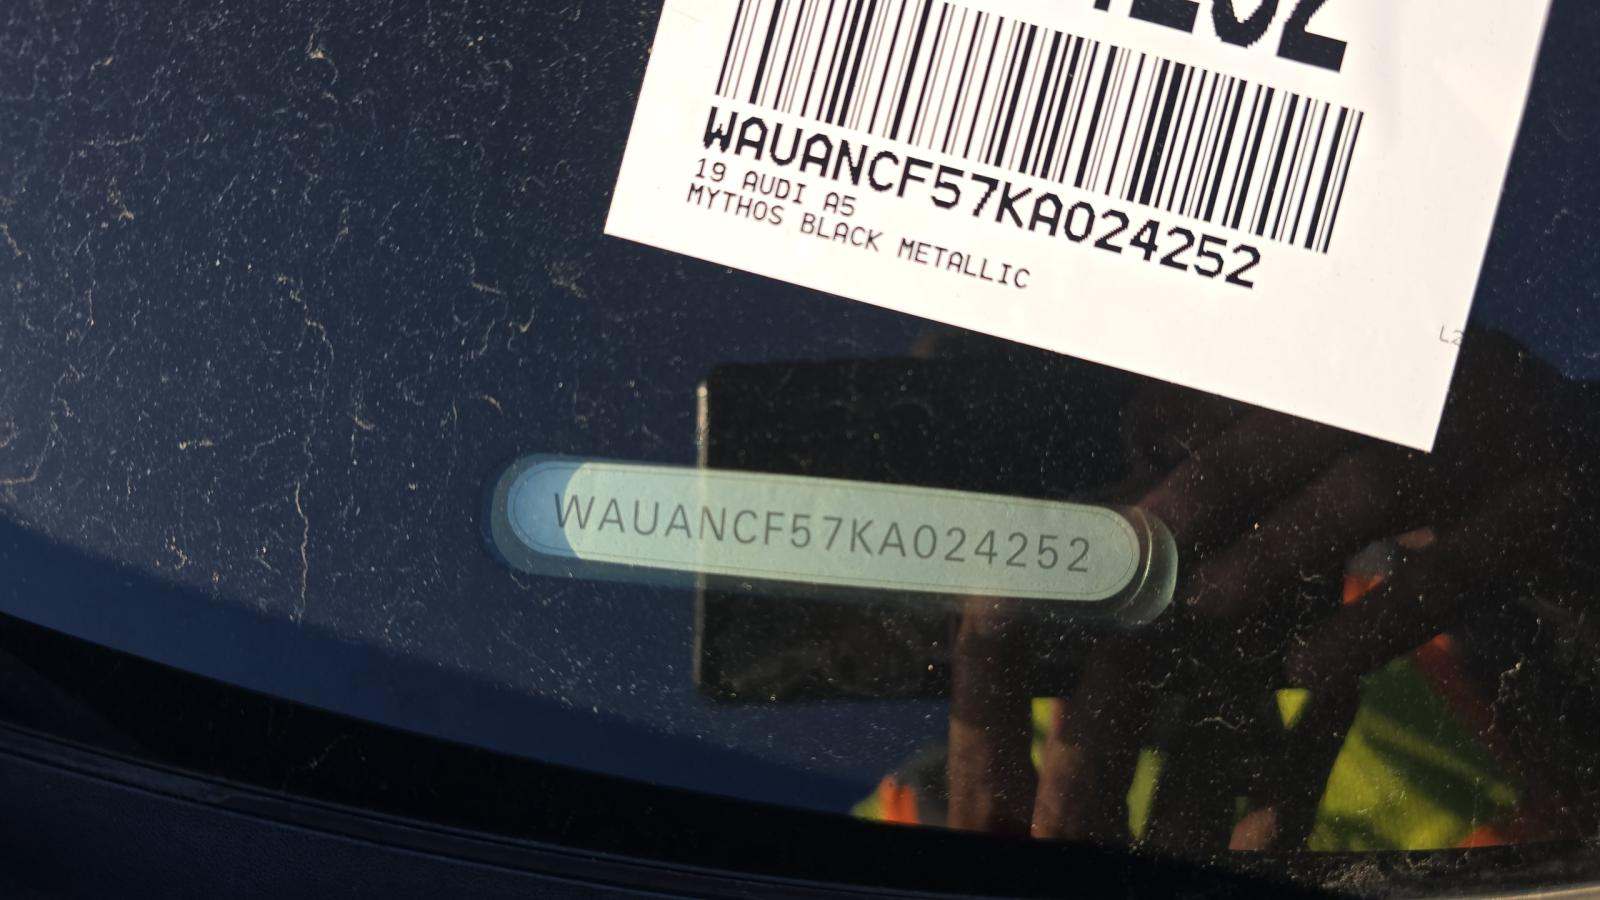 WAUANCF57KA024252
19 AUDI A5
MYTHOS BLACK METALLIC
WAUANCF57KA024252